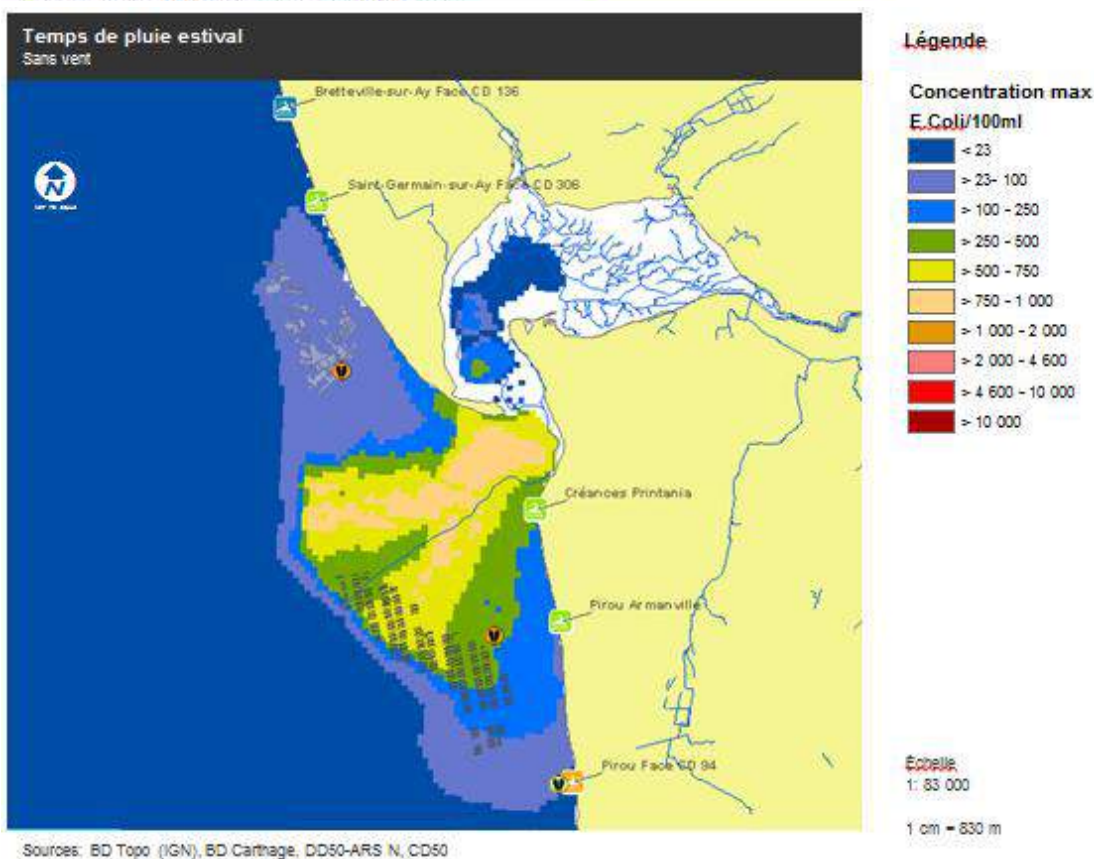 Temps de pluie estival
Sans vent
Bretteville-sur-Ay Face CD 136
Saint-Germain-sur-Ay Face CD 306
N
Créances Printania
Pirou Armanville
Pirou Face CD 94
Légende
Concentration max
E.Coli/100ml
< 23
> 23- 100
> 100 - 250
> 250 - 500
> 500 - 750
> 750 - 1 000
> 1 000 - 2 000
> 2 000 - 4 600
> 4 600 - 10 000
> 10 000
Échelle
1: 83 000
1 cm = 830 m
Sources: BD Topo (IGN), BD Carthage, DD50-ARS N, CD50